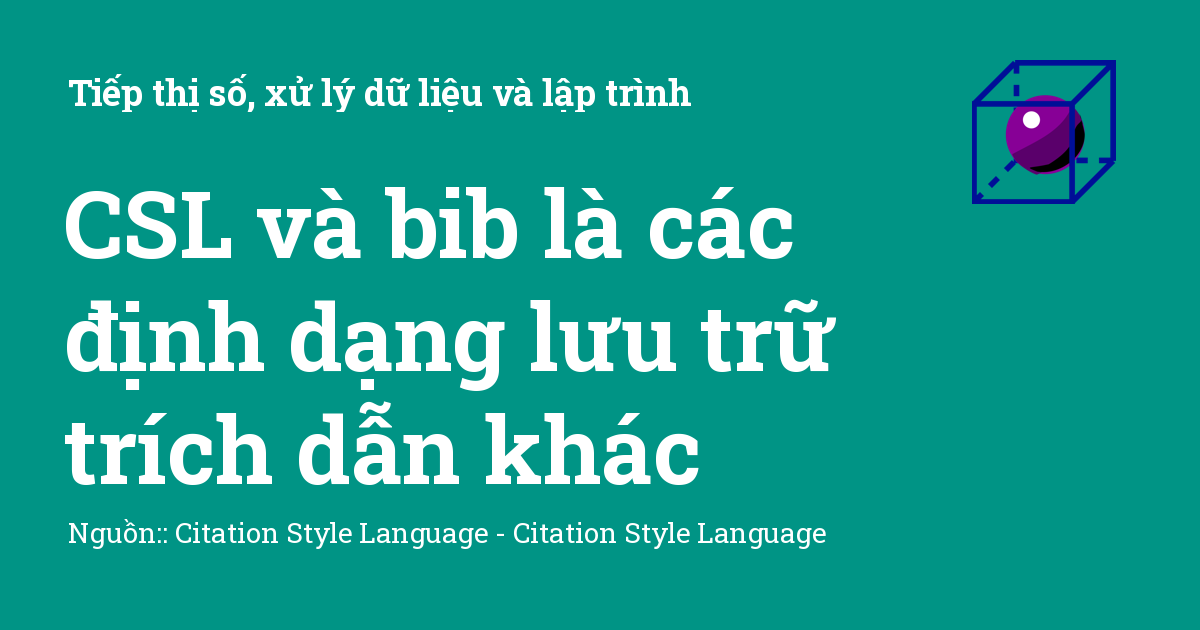 Tiếp thị số, xử lý dữ liệu và lập trình
CSL và bib là các
định dạng lưu trữ
trích dẫn khác
Nguồn:: Citation Style Language - Citation Style Language